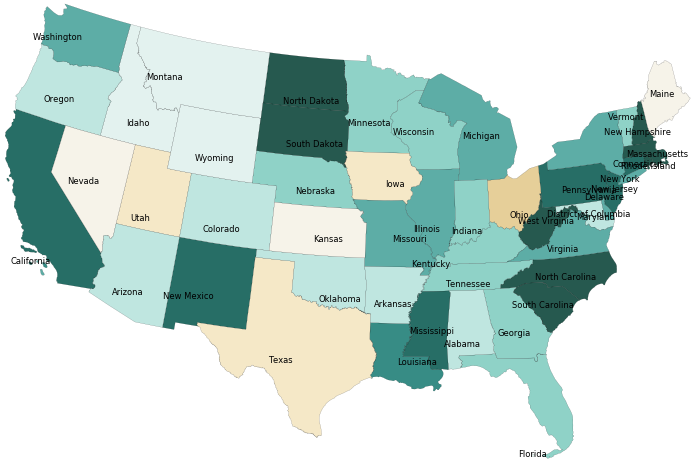 Washington
Maine
Montana
Vermont
Oregon
North Dakota
Idaho
Minnesota
New Hampshire
Wisconsin
Michigan
South Dakota
Massachusetts
Wyoming
Connecticut
Rhodensland
Nevada
New York
Iowa
New Jersey
Nebraska
Pennsylvania
Delaware
Utah
Ohio
District of Columbia
Maryland
West Virginia
Colorado
Illinois
Indiana
Kansas
Missouri
Virginia
California
Kentucky
North Carolina
Tennessee
Arizona
New Mexico
Oklahoma
Arkansas
South Carolina
Mississippi
Georgia
Alabama
Texas
Louisiana
Florida